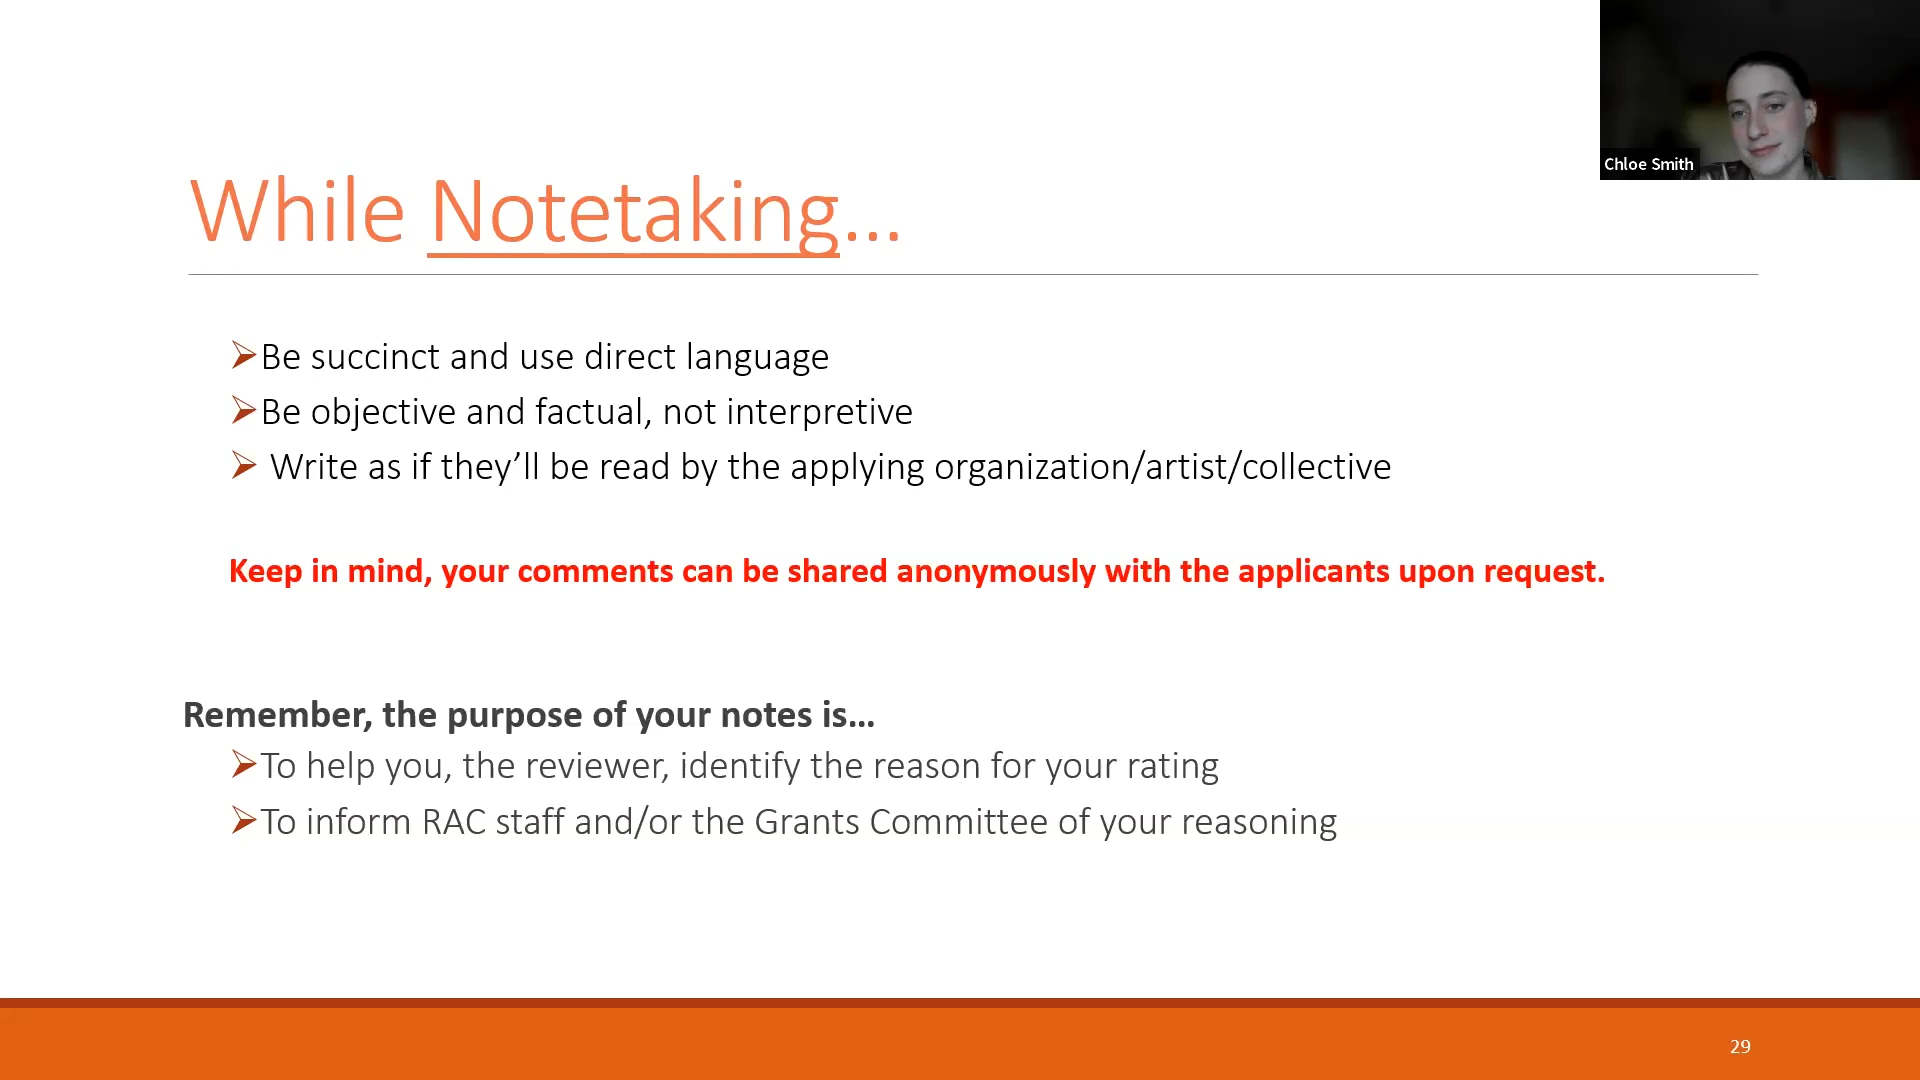 Chloe Smith
While Notetaking...
Be succinct and use direct language
Be objective and factual, not interpretive
Write as if they’ll be read by the applying organization/artist/collective
Keep in mind, your comments can be shared anonymously with the applicants upon request.
Remember, the purpose of your notes is...
To help you, the reviewer, identify the reason for your rating
To inform RAC staff and/or the Grants Committee of your reasoning
29